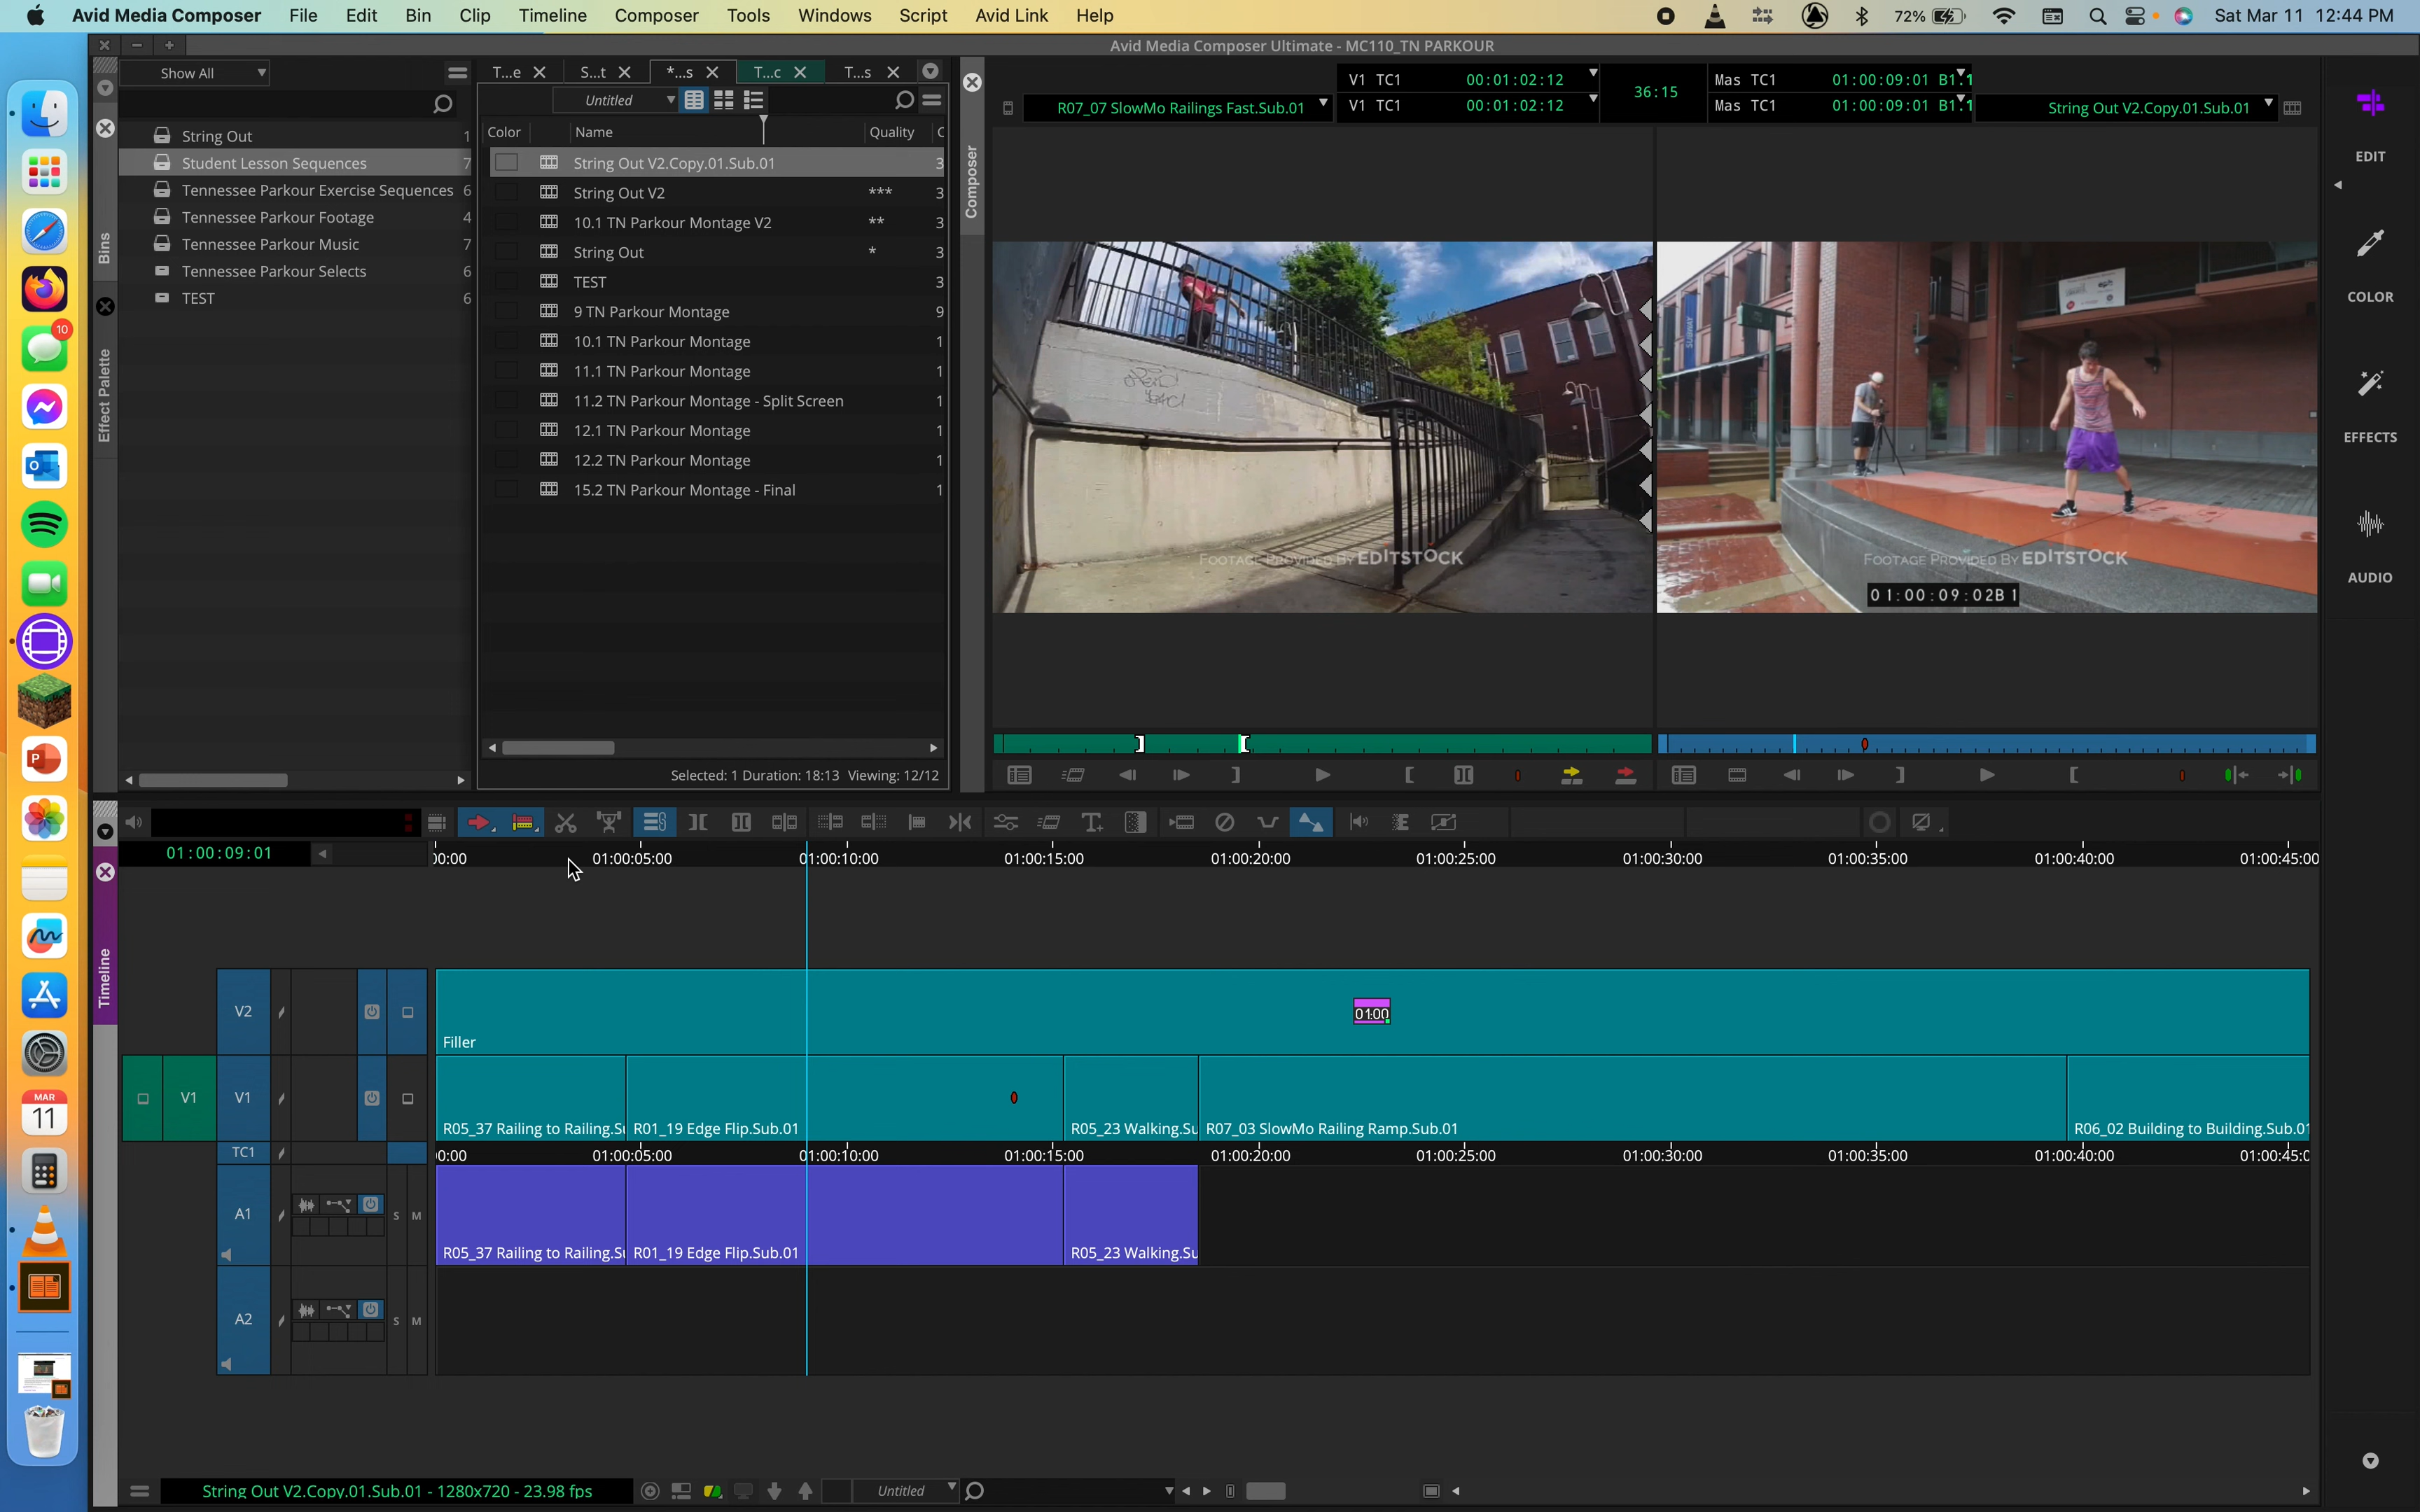 Avid Media Composer File Edit Bin Clip Timeline Composer Tools Windows Script Avid Link Help 72% Sat Mar 11 12:44 PM
Avid Media Composer Ultimate - MC110_TN PARKOUR
Show All
T...e S...t *...s T...c T...s
Untitled
Color Name Quality C
Bins
Effect Palette
String Out 1
Student Lesson Sequences 7
Tennessee Parkour Exercise Sequences 6
Tennessee Parkour Footage 4
Tennessee Parkour Music 7
Tennessee Parkour Selects 6
TEST 6
String Out V2.Copy.01.Sub.01 3
String Out V2 *** 3
10.1 TN Parkour Montage V2 ** 3
String Out * 3
TEST 3
9 TN Parkour Montage 9
10.1 TN Parkour Montage 1
11.1 TN Parkour Montage 1
11.2 TN Parkour Montage - Split Screen 1
12.1 TN Parkour Montage 1
12.2 TN Parkour Montage 1
15.2 TN Parkour Montage - Final 1
Selected: 1 Duration: 18:13 Viewing: 12/12
Composer
R07_07 SlowMo Railings Fast.Sub.01
V1 TC1 00:01:02:12
V1 TC1 00:01:02:12
36:15
Mas TC1 01:00:09:01 B1.1
Mas TC1 01:00:09:01 B1.1
String Out V2.Copy.01.Sub.01
FOOTAGE PROVIDED BY EDITSTOCK
SUBWAY
FOOTAGE PROVIDED BY EDITSTOCK
01:00:09:02B1
EDIT
COLOR
EFFECTS
AUDIO
10
MAR
11
Timeline
01:00:09:01
00:00 01:00:05:00 01:00:10:00 01:00:15:00 01:00:20:00 01:00:25:00 01:00:30:00 01:00:35:00 01:00:40:00 01:00:45:00
V2
Filler
01:00
V1 V1
R05_37 Railing to Railing.Su R01_19 Edge Flip.Sub.01 R05_23 Walking.Su R07_03 SlowMo Railing Ramp.Sub.01 R06_02 Building to Building.Sub.01
TC1 00:00 01:00:05:00 01:00:10:00 01:00:15:00 01:00:20:00 01:00:25:00 01:00:30:00 01:00:35:00 01:00:40:00 01:00:45:0
A1 S M
R05_37 Railing to Railing.Su R01_19 Edge Flip.Sub.01 R05_23 Walking.Su
A2 S M
String Out V2.Copy.01.Sub.01 - 1280x720 - 23.98 fps
Untitled